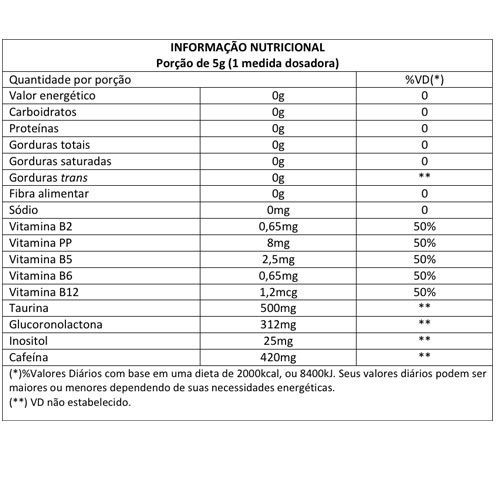 INFORMAÇÃO NUTRICIONAL
Porção de 5g (1 medida dosadora)
Quantidade por porção %VD(*)
Valor energético 0g 0
Carboidratos 0g 0
Proteínas 0g 0
Gorduras totais 0g 0
Gorduras saturadas 0g 0
Gorduras trans 0g **
Fibra alimentar 0g 0
Sódio 0mg 0
Vitamina B2 0,65mg 50%
Vitamina PP 8mg 50%
Vitamina B5 2,5mg 50%
Vitamina B6 0,65mg 50%
Vitamina B12 1,2mcg 50%
Taurina 500mg **
Glucoronolactona 312mg **
Inositol 25mg **
Cafeína 420mg **
(*)%Valores Diários com base em uma dieta de 2000kcal, ou 8400kJ. Seus valores diários podem ser
maiores ou menores dependendo de suas necessidades energéticas.
(**) VD não estabelecido.